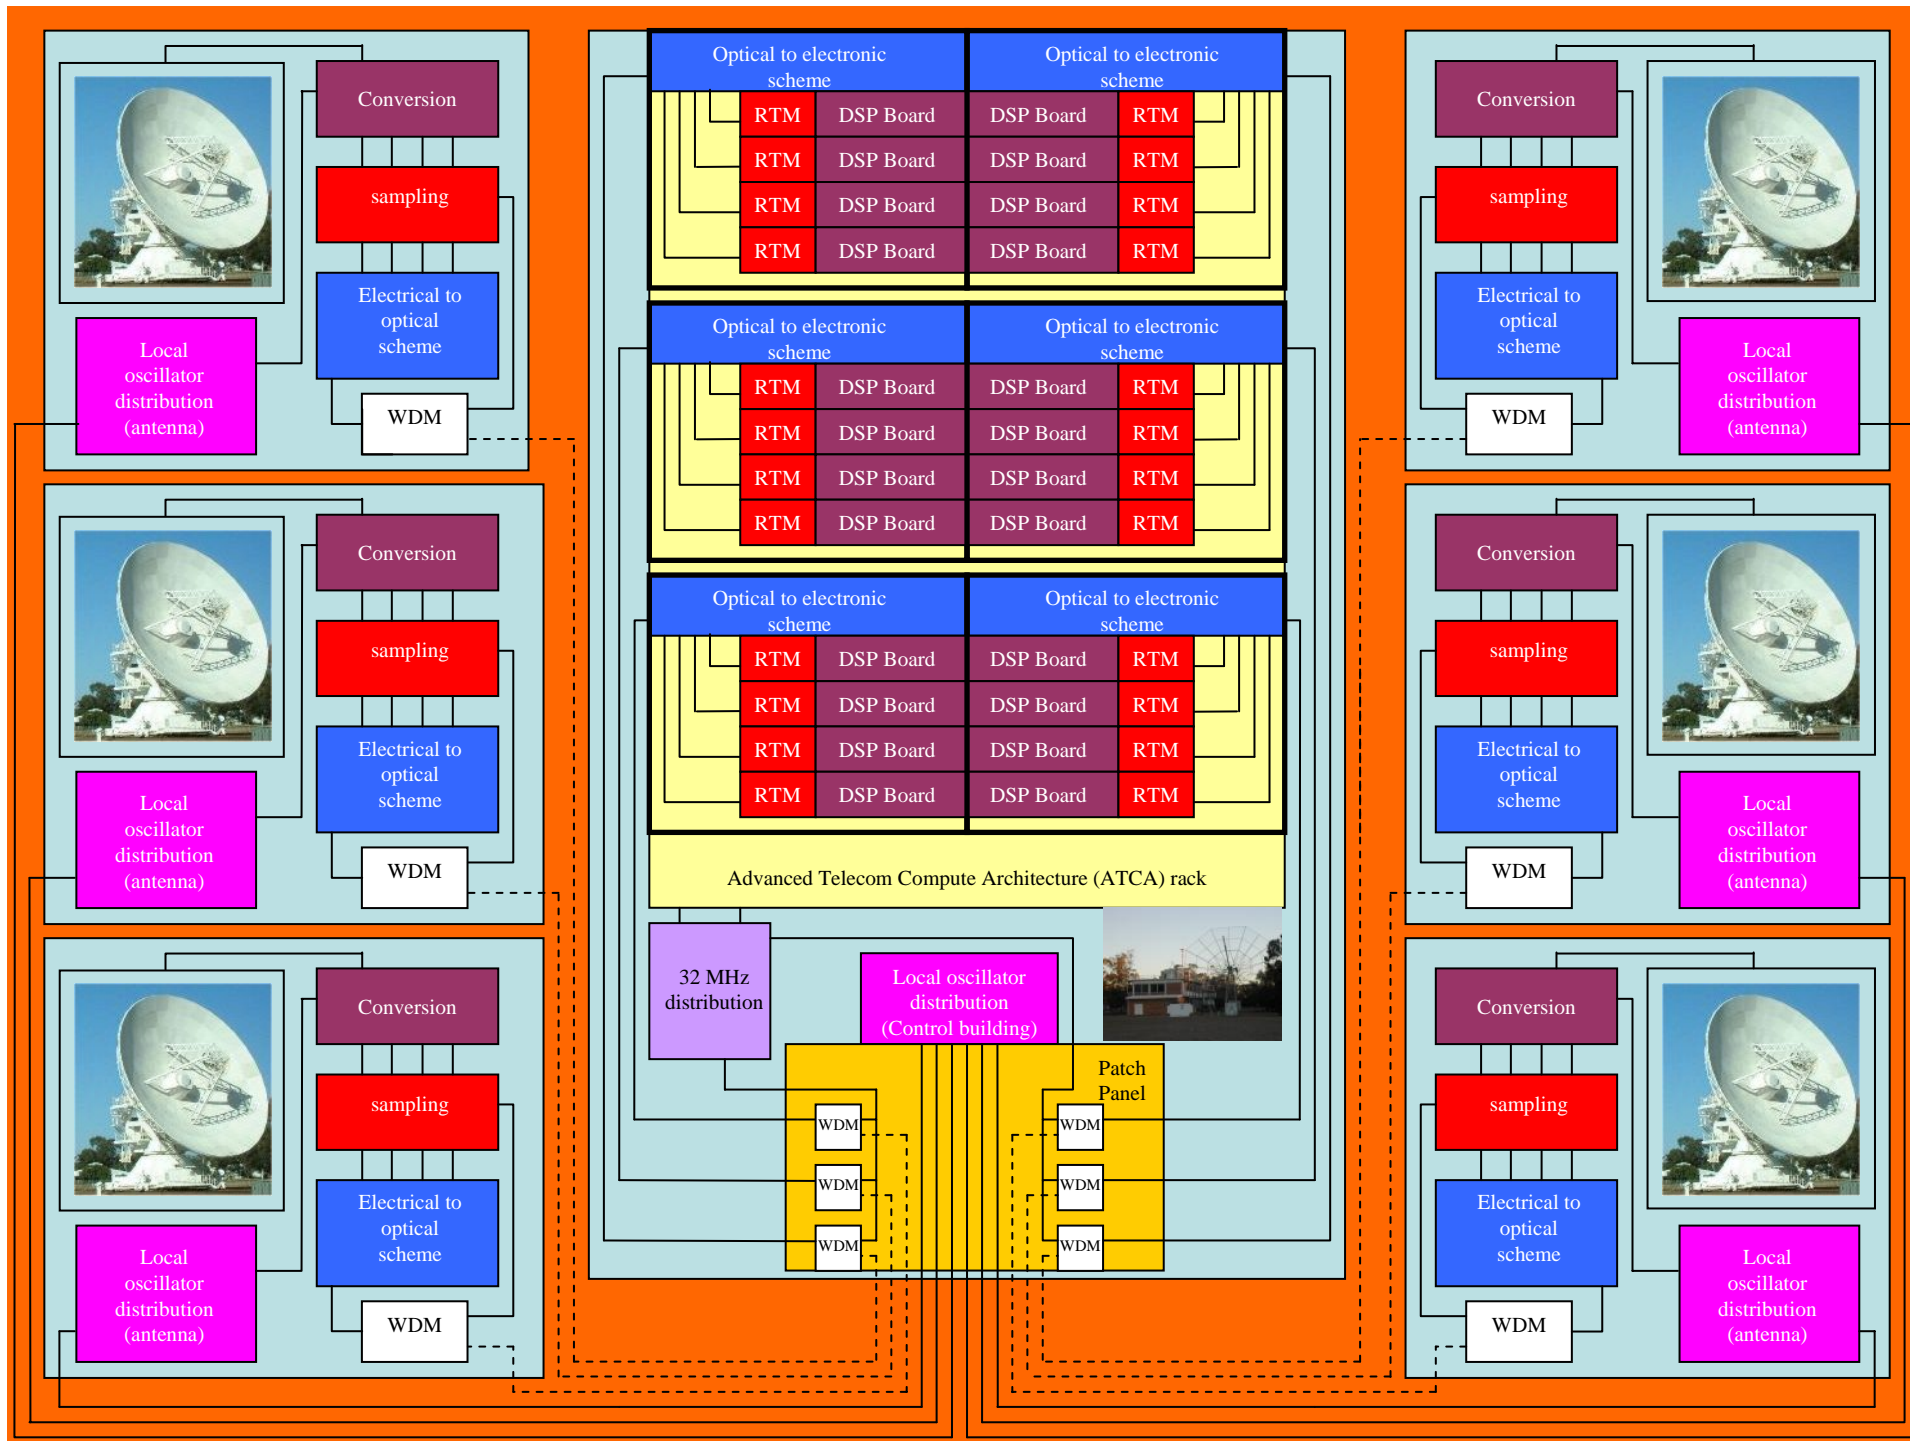 Conversion
sampling
Electrical to
optical
scheme
Local
oscillator
distribution
(antenna)
WDM
Conversion
sampling
Electrical to
optical
scheme
Local
oscillator
distribution
(antenna)
WDM
Conversion
sampling
Electrical to
optical
scheme
Local
oscillator
distribution
(antenna)
WDM
Optical to electronic
scheme
Optical to electronic
scheme
RTM DSP Board DSP Board RTM
RTM DSP Board DSP Board RTM
RTM DSP Board DSP Board RTM
RTM DSP Board DSP Board RTM
Optical to electronic
scheme
Optical to electronic
scheme
RTM DSP Board DSP Board RTM
RTM DSP Board DSP Board RTM
RTM DSP Board DSP Board RTM
RTM DSP Board DSP Board RTM
Optical to electronic
scheme
Optical to electronic
scheme
RTM DSP Board DSP Board RTM
RTM DSP Board DSP Board RTM
RTM DSP Board DSP Board RTM
RTM DSP Board DSP Board RTM
Advanced Telecom Compute Architecture (ATCA) rack
32 MHz
distribution
Local oscillator
distribution
(Control building)
Patch
Panel
WDM WDM
WDM WDM
WDM WDM
Conversion
sampling
Electrical to
optical
scheme
Local
oscillator
distribution
(antenna)
WDM
Conversion
sampling
Electrical to
optical
scheme
Local
oscillator
distribution
(antenna)
WDM
Conversion
sampling
Electrical to
optical
scheme
Local
oscillator
distribution
(antenna)
WDM